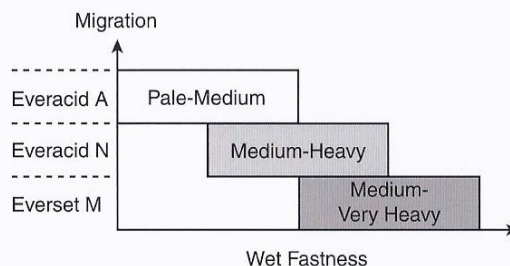 Migration
Everacid A
Pale-Medium
Everacid N
Medium-Heavy
Everset M
Medium-
Very Heavy
Wet Fastness